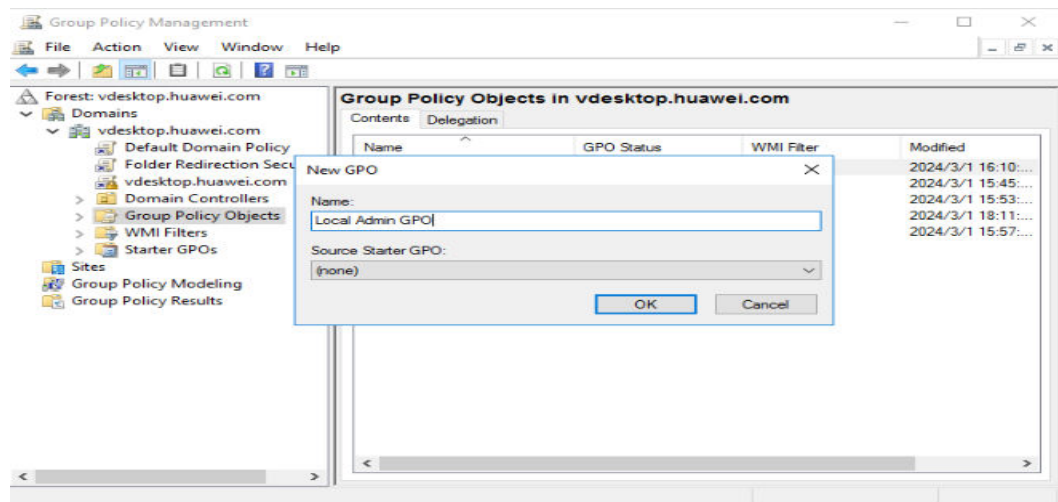 Group Policy Management
File Action View Window Help
Forest: vdesktop.huawei.com
Domains
vdesktop.huawei.com
Default Domain Policy
Folder Redirection Secu
vdesktop.huawei.com
Domain Controllers
Group Policy Objects
WMI Filters
Starter GPOs
Sites
Group Policy Modeling
Group Policy Results
Group Policy Objects in vdesktop.huawei.com
Contents Delegation
Name GPO Status WMI Filter Modified
2024/3/1 16:10:...
2024/3/1 15:45:...
2024/3/1 15:53:...
2024/3/1 18:11:...
2024/3/1 15:57:...
New GPO
Name:
Local Admin GPO
Source Starter GPO:
(none)
OK Cancel